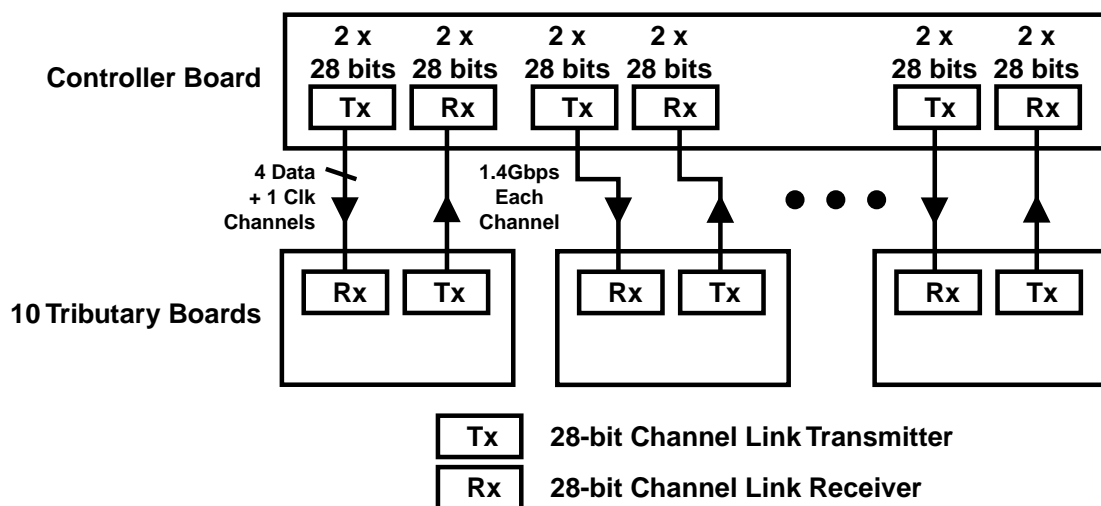 2 x 2 x 2 x 2 x 2 x 2 x
Controller Board 28 bits 28 bits 28 bits 28 bits 28 bits 28 bits
Tx Rx Tx Rx Tx Rx
4 Data 1.4Gbps
+ 1 Clk Each
Channels Channel
10 Tributary Boards Rx Tx Rx Tx Rx Tx
Tx 28-bit Channel Link Transmitter
Rx 28-bit Channel Link Receiver